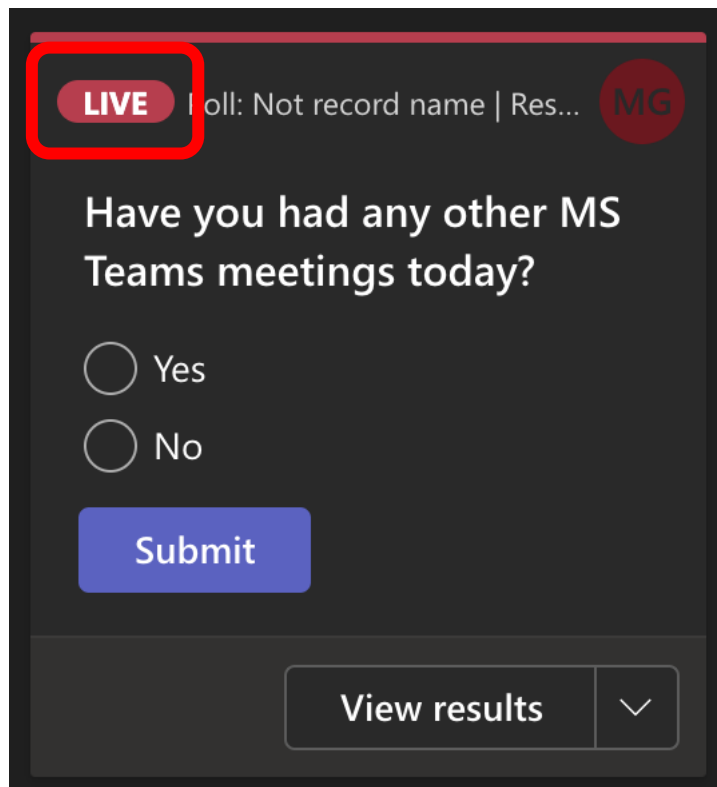 LIVE Poll: Not record name | Res... MG
Have you had any other MS
Teams meetings today?
Yes
No
Submit
View results